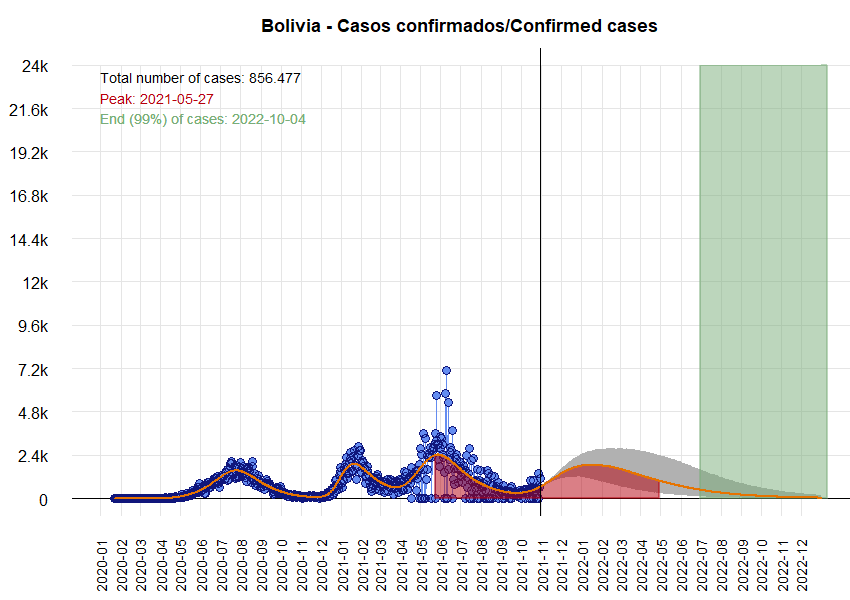 Bolivia - Casos confirmados/Confirmed cases
24k
Total number of cases: 856.477
Peak: 2021-05-27
21.6k
End (99%) of cases: 2022-10-04
19.2k
16.8k
14.4k
12k
9.6k
7.2k
4.8k
2.4k
0
2020-01
2020-02
2020-03
2020-04
2020-05
2020-06
2020-07
2020-08
2020-09
2020-10
2020-11
2020-12
2021-01
2021-02
2021-03
2021-04
2021-05
2021-06
2021-07
2021-08
2021-09
2021-10
2021-11
2021-12
2022-01
2022-02
2022-03
2022-04
2022-05
2022-06
2022-07
2022-08
2022-09
2022-10
2022-11
2022-12